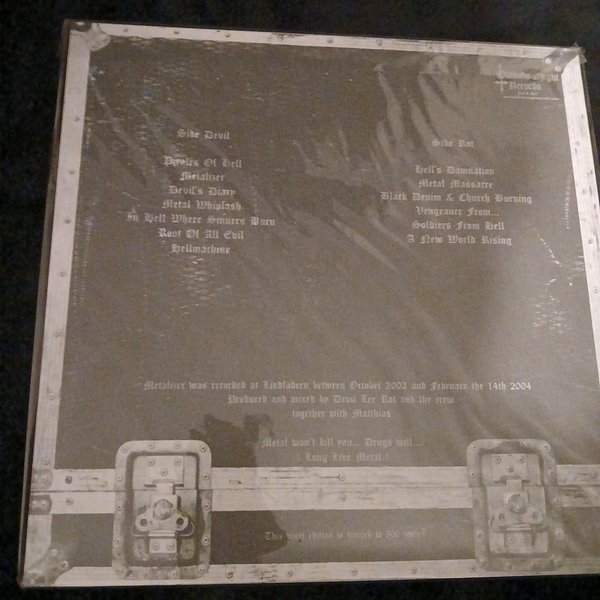 Records
Side Devil
Pirates Of Hell
Metalizer
Devil's Diary
Metal Whiplash
In Hell Where Sinners Burn
Root Of All Evil
Hellmachine
Side Rot
Hell's Damnation
Metal Massacre
Black Denim & Church Burning
Vengeance From...
Soldiers From Hell
A New World Rising
Metalizer was recorded at Lindfadern between October 2003 and February the 14th 2004
Produced and mixed by Devil Lee Rot and the crew
together with Matthias
Metal won't kill you... Drugs will...
! Long Live Metal !
This vinyl edition is limited to 500 copies